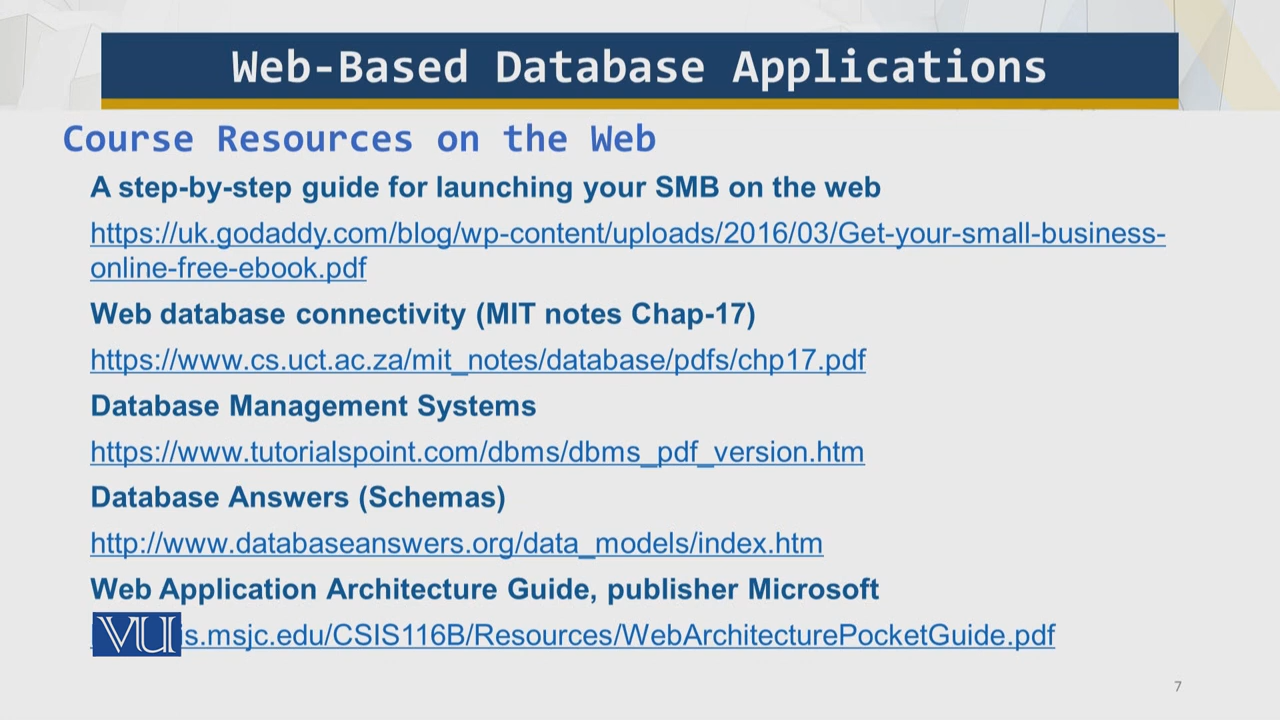 Web-Based Database Applications
Course Resources on the Web
A step-by-step guide for launching your SMB on the web
https://uk.godaddy.com/blog/wp-content/uploads/2016/03/Get-your-small-business-
online-free-ebook.pdf
Web database connectivity (MIT notes Chap-17)
https://www.cs.uct.ac.za/mit_notes/database/pdfs/chp17.pdf
Database Management Systems
https://www.tutorialspoint.com/dbms/dbms_pdf_version.htm
Database Answers (Schemas)
http://www.databaseanswers.org/data_models/index.htm
Web Application Architecture Guide, publisher Microsoft
VU is.msjc.edu/CSIS116B/Resources/WebArchitecturePocketGuide.pdf
7